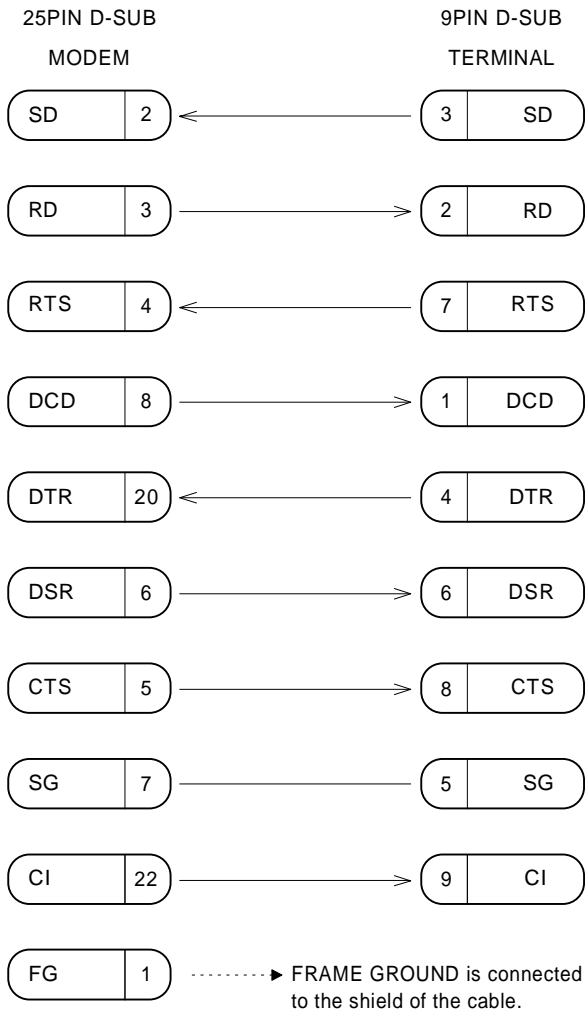 25PIN D-SUB 9PIN D-SUB
MODEM TERMINAL
SD 2 3 SD
RD 3 2 RD
RTS 4 7 RTS
DCD 8 1 DCD
DTR 20 4 DTR
DSR 6 6 DSR
CTS 5 8 CTS
SG 7 5 SG
CI 22 9 CI
FG 1 FRAME GROUND is connected
to the shield of the cable.